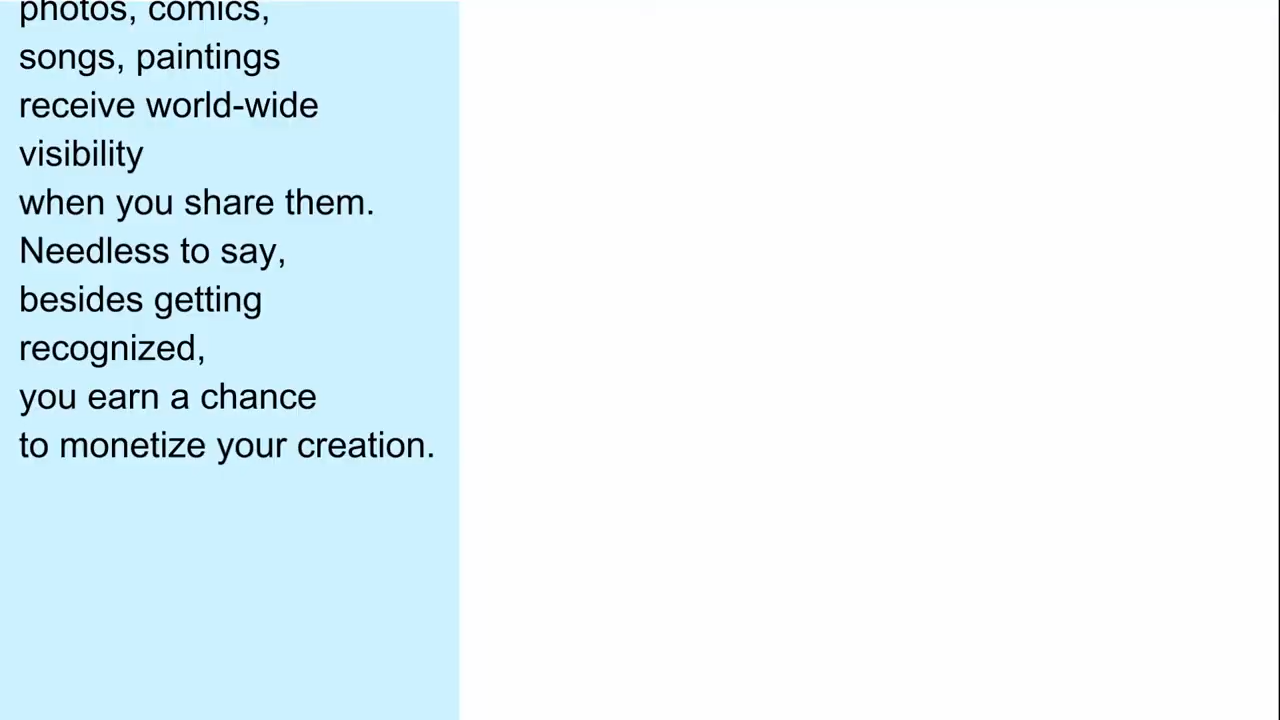 photos, comics,
songs, paintings
receive world-wide
visibility
when you share them.
Needless to say,
besides getting
recognized,
you earn a chance
to monetize your creation.